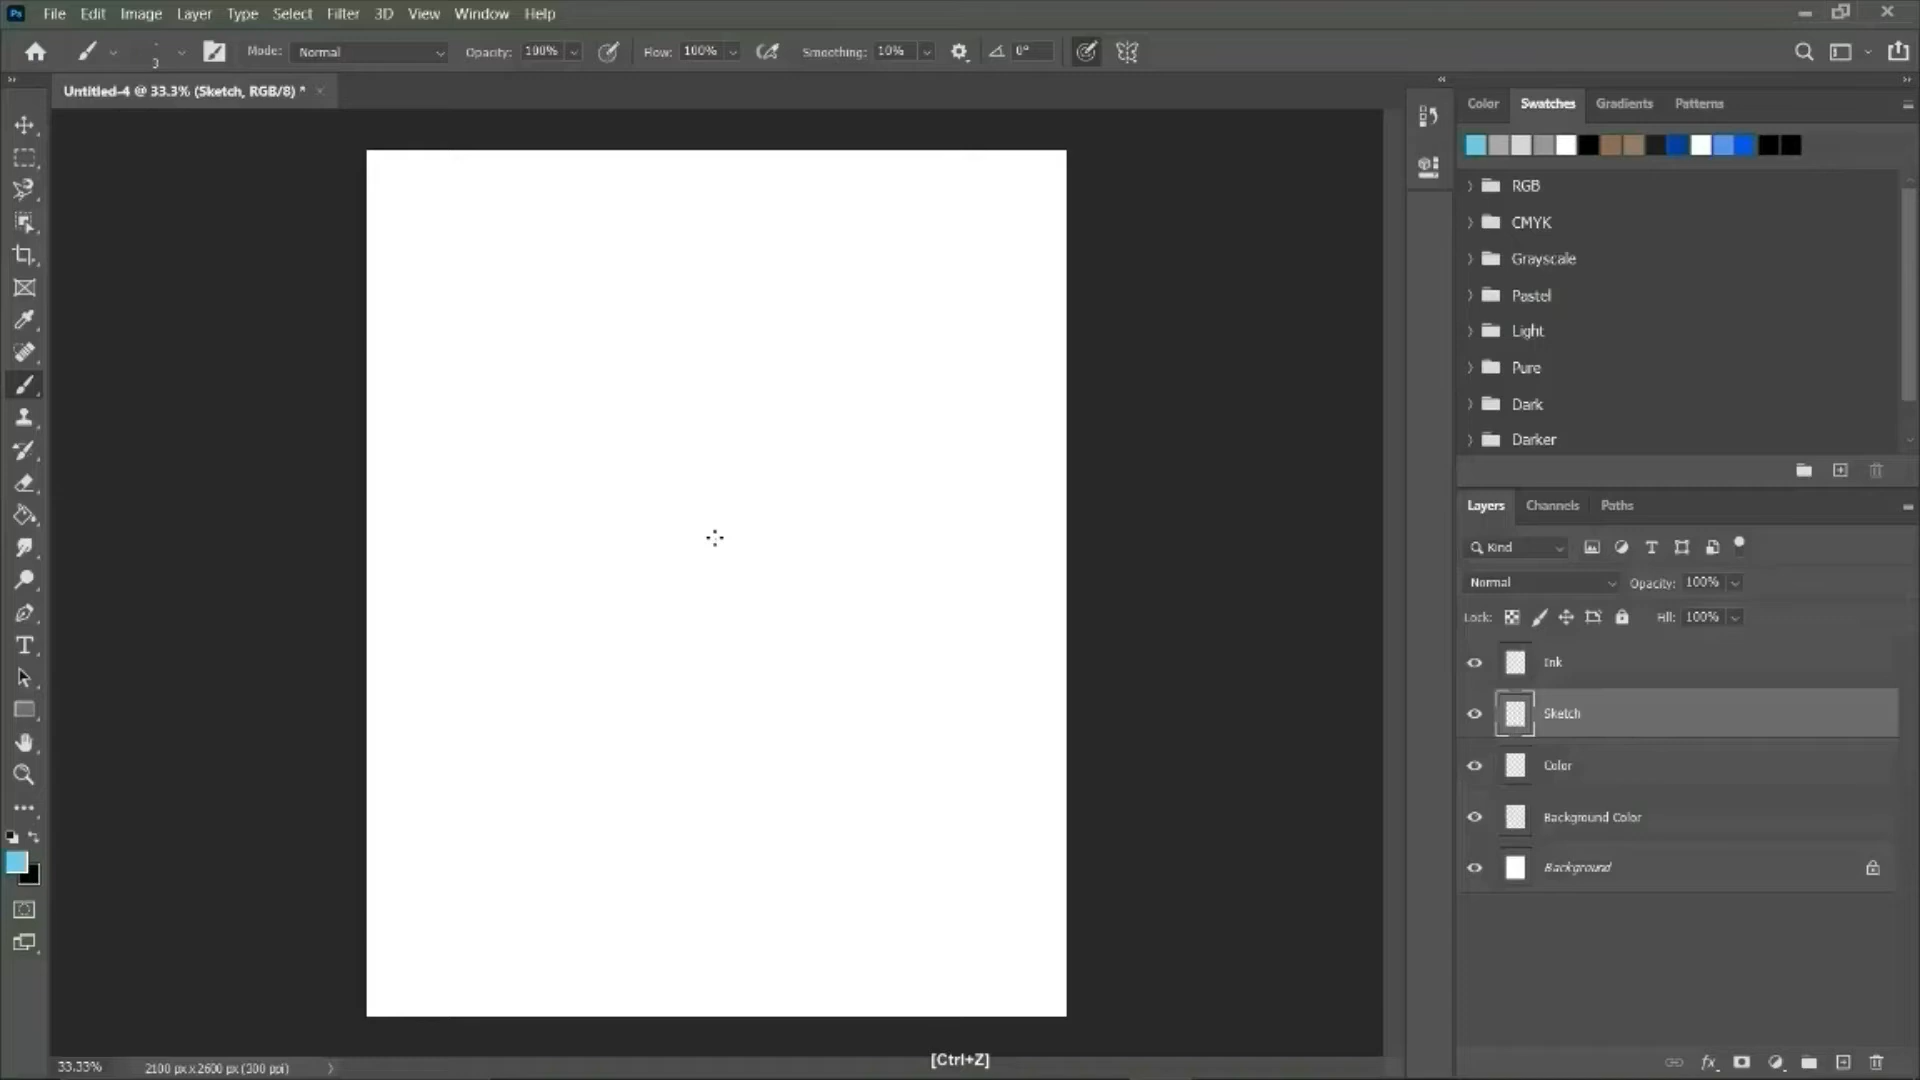 Ps File Edit Image Layer Type Select Filter 3D View Window Help
3 Mode: Normal Opacity: 100% Flow: 100% Smoothing: 10% 0°
Untitled-4 @ 33.3% (Sketch, RGB/8) *
Color Swatches Gradients Patterns
RGB
CMYK
Grayscale
Pastel
Light
Pure
Dark
Darker
Layers Channels Paths
Kind
Normal Opacity: 100%
Lock: Fill: 100%
Ink
Sketch
Color
Background Color
Background
[Ctrl+Z]
33.33% 2100 px x 2600 px (300 ppi)
fx